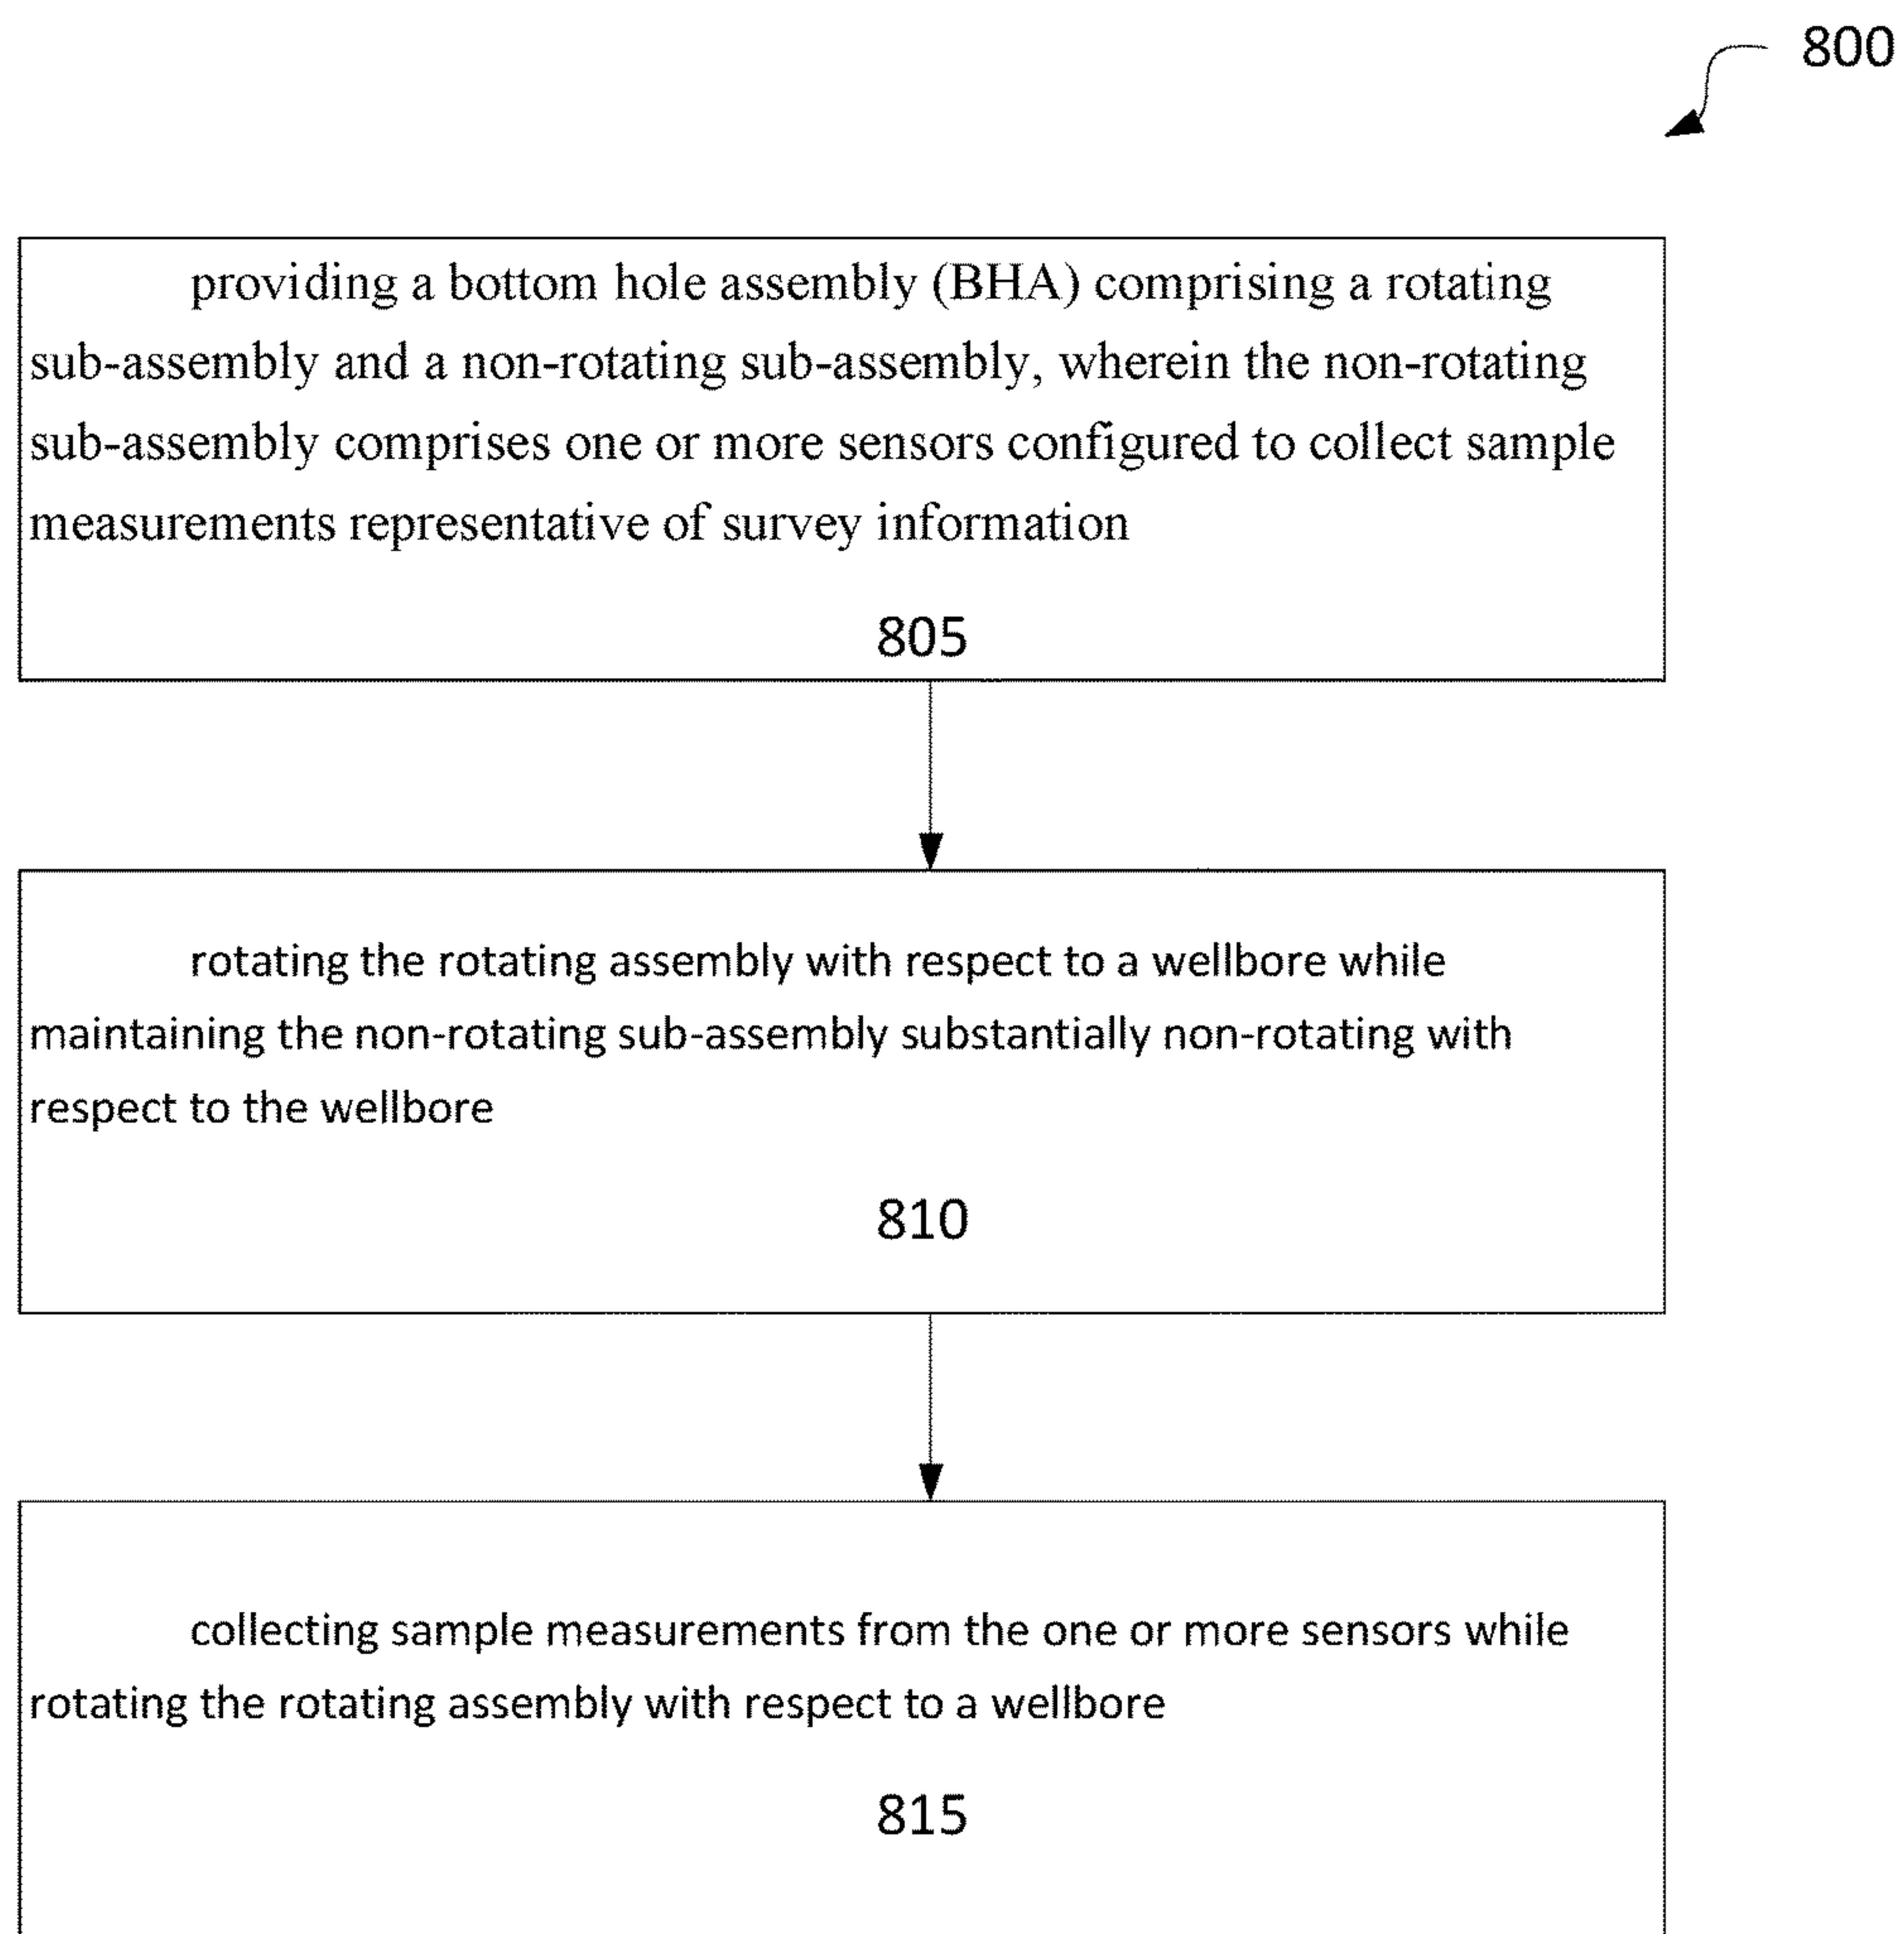 800
providing a bottom hole assembly (BHA) comprising a rotating
sub-assembly and a non-rotating sub-assembly, wherein the non-rotating
sub-assembly comprises one or more sensors configured to collect sample
measurements representative of survey information
805
rotating the rotating assembly with respect to a wellbore while
maintaining the non-rotating sub-assembly substantially non-rotating with
respect to the wellbore
810
collecting sample measurements from the one or more sensors while
rotating the rotating assembly with respect to a wellbore
815